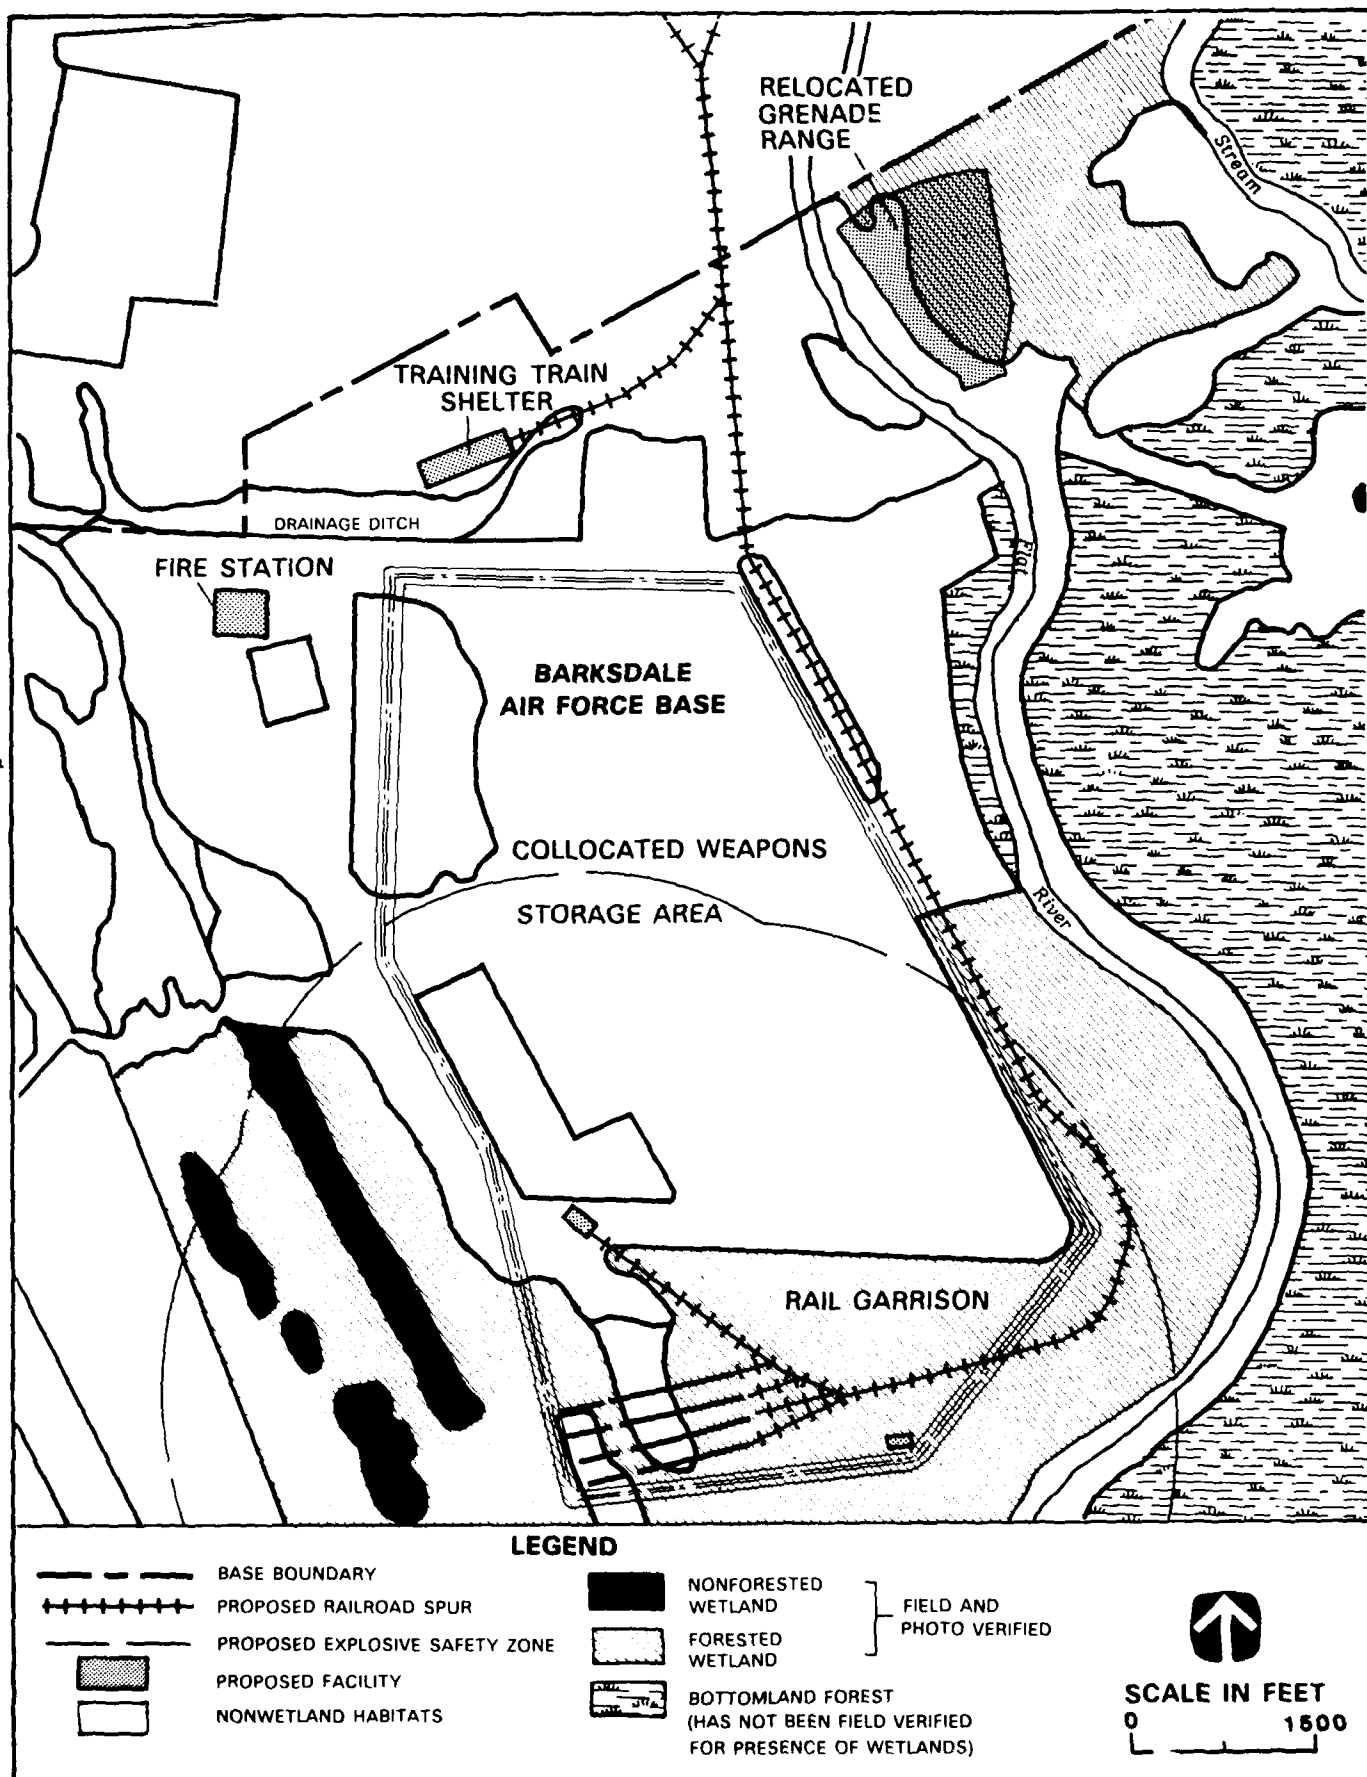 RELOCATED
GRENADE
RANGE
Stream
TRAINING TRAIN
SHELTER
DRAINAGE DITCH
FIRE STATION
Flat
BARKSDALE
AIR FORCE BASE
COLLOCATED WEAPONS
STORAGE AREA
River
RAIL GARRISON
LEGEND
BASE BOUNDARY
PROPOSED RAILROAD SPUR
PROPOSED EXPLOSIVE SAFETY ZONE
PROPOSED FACILITY
NONWETLAND HABITATS
NONFORESTED
WETLAND
FORESTED
WETLAND
FIELD AND
PHOTO VERIFIED
BOTTOMLAND FOREST
(HAS NOT BEEN FIELD VERIFIED
FOR PRESENCE OF WETLANDS)
SCALE IN FEET
0 1500